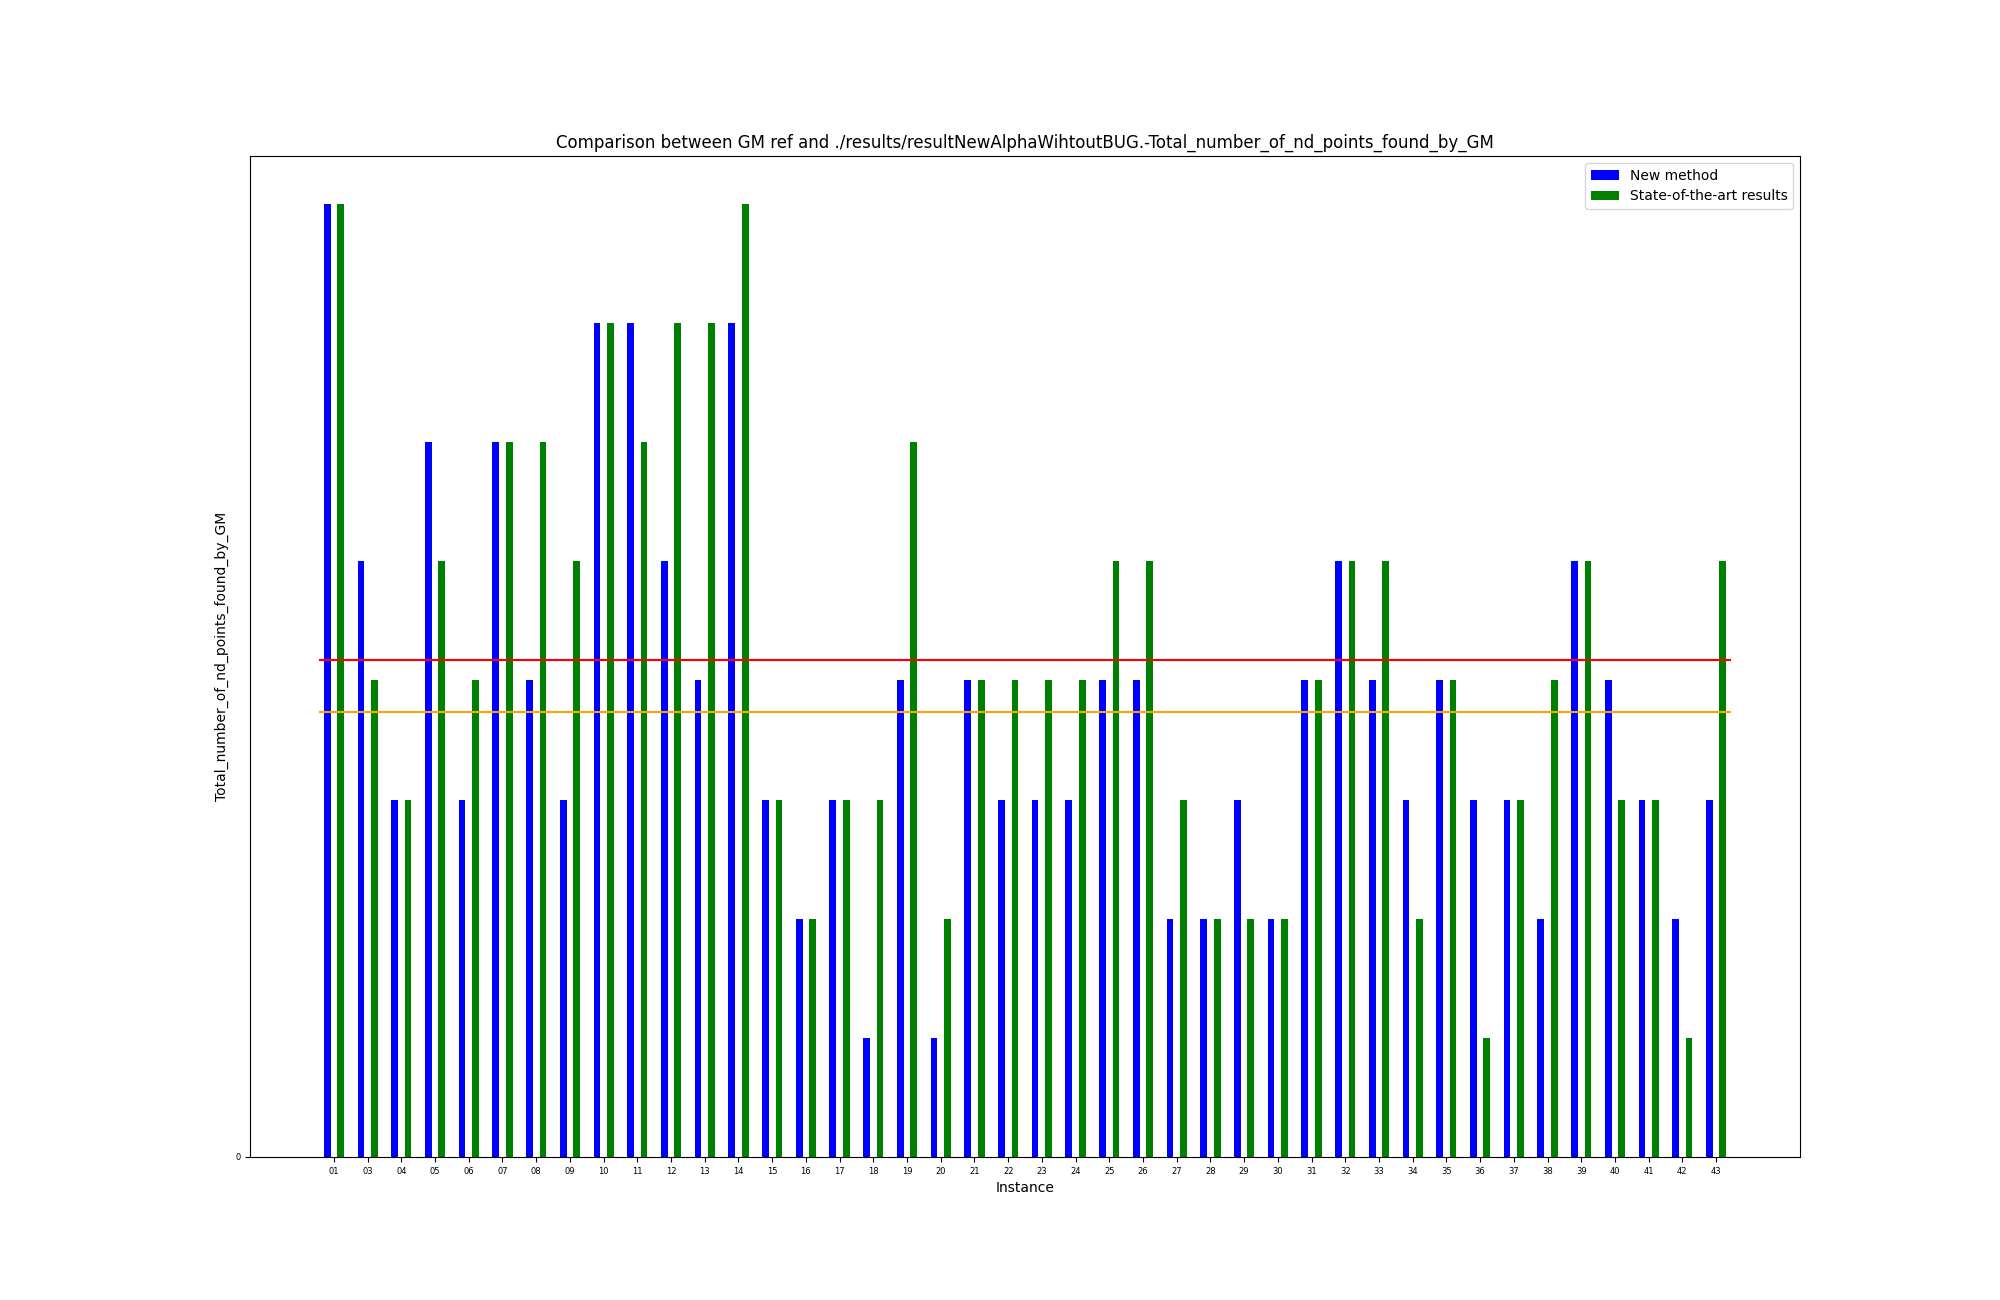 Comparison between GM ref and ./results/resultNewAlphaWihtoutBUG.-Total_number_of_nd_points_found_by_GM
New method
State-of-the-art results
Total_number_of_nd_points_found_by_GM
0
01 03 04 05 06 07 08 09 10 11 12 13 14 15 16 17 18 19 20 21 22 23 24 25 26 27 28 29 30 31 32 33 34 35 36 37 38 39 40 41 42 43
Instance